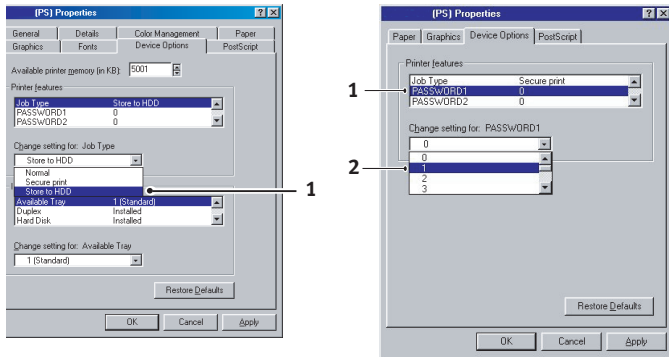 (PS) Properties
General Details Color Management Paper
Graphics Fonts Device Options PostScript
Available printer memory (in KB): 5001
Printer features
Job Type Store to HDD
PASSWORD1 0
PASSWORD2 0
Change setting for: Job Type
Store to HDD
Normal
Secure print
Store to HDD
1
Available Tray 1 (Standard)
Duplex Installed
Hard Disk Installed
Change setting for: Available Tray
1 (Standard)
Restore Defaults
OK Cancel Apply
(PS) Properties
Paper Graphics Device Options PostScript
Printer features
Job Type Secure print
1 PASSWORD1 0
PASSWORD2 0
Change setting for: PASSWORD1
0
0
2 1
2
3
Restore Defaults
OK Cancel Apply